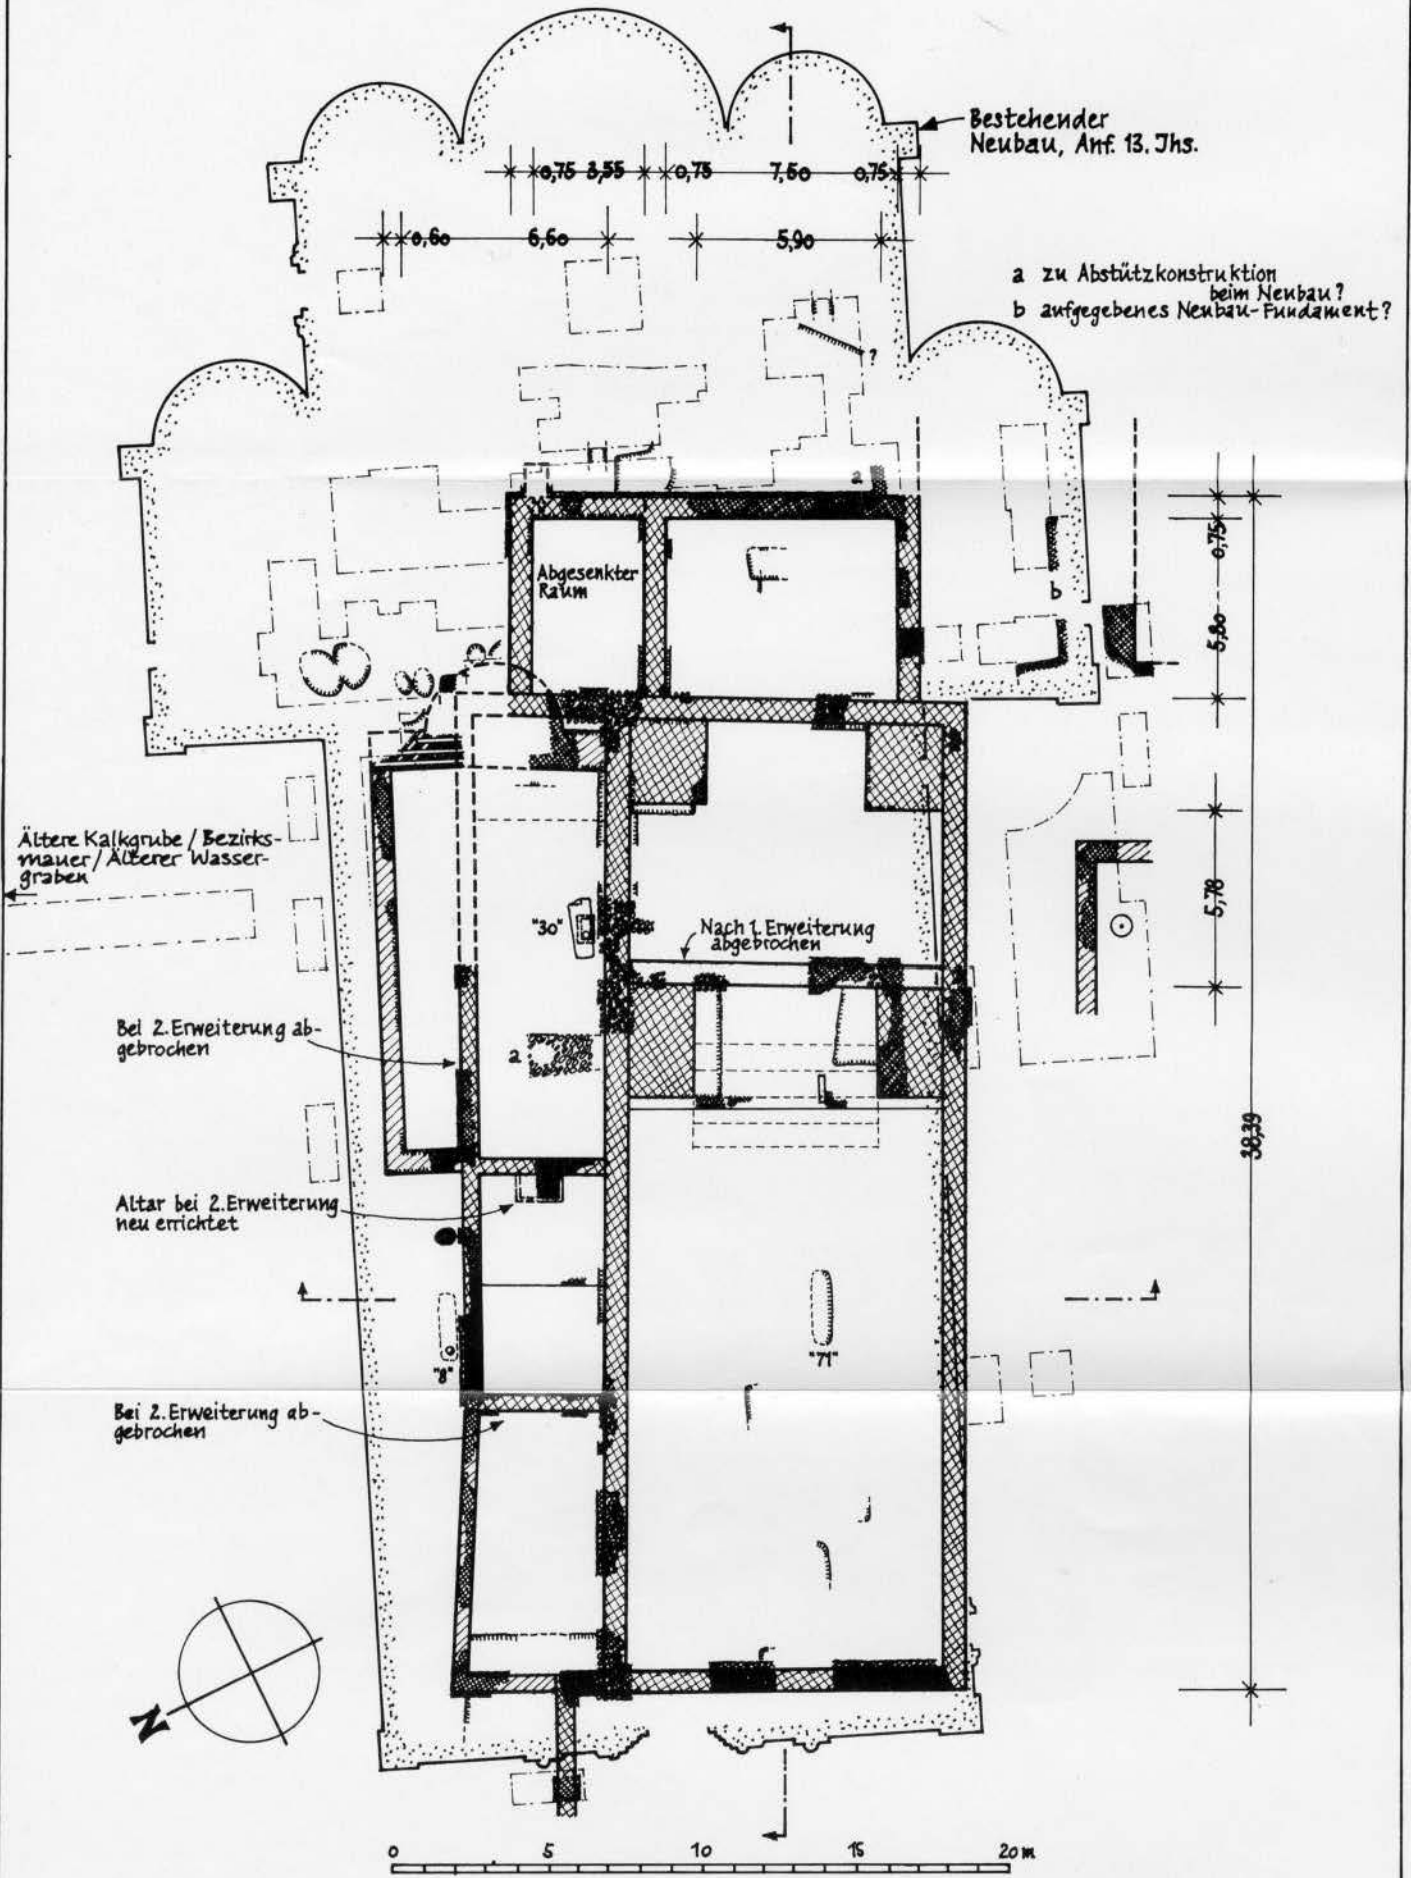 Bestehender
Neubau, Anf. 13. Jhs.
0,75 3,55 0,75 7,60 0,75
0,60 6,60 5,90
a zu Abstützkonstruktion
beim Neubau?
b aufgegebenes Neubau-Fundament?
?
a
Abgesenkter
Raum
b
0,75
5,80
Ältere Kalkgrube / Bezirks-
mauer / Älterer Wasser-
graben
5,78
"30"
Nach 1. Erweiterung
abgebrochen
Bei 2. Erweiterung ab-
gebrochen
a
38,39
Altar bei 2. Erweiterung
neu errichtet
"8"
"71"
Bei 2. Erweiterung ab-
gebrochen
N
0 5 10 15 20 m